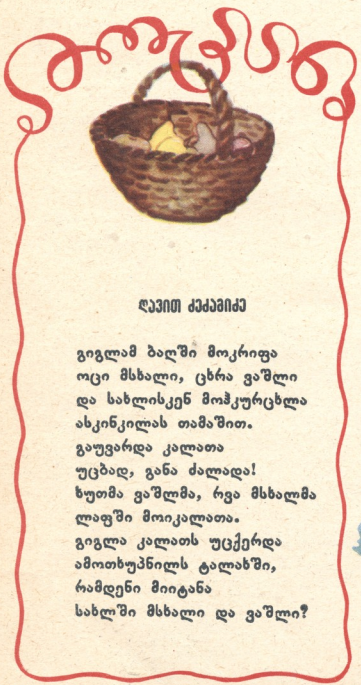 ამოცანა
დავით ძეძამიძე
გიგლამ ბაღში მოკრიფა
ოცი მსხალი, ცხრა ვაშლი
და სახლისკენ მოჰკურცხლა
ასკინკილას თამაშით.
გაუვარდა კალათა
უცბად, განა ძალადა!
ხუთმა ვაშლმა, რვა მსხალმა
ლაფში მოიკალათა.
გიგლა კალათს უცქერდა
ამოთხუპნილს ტალახში,
რამდენი მიიტანა
სახლში მსხალი და ვაშლი?